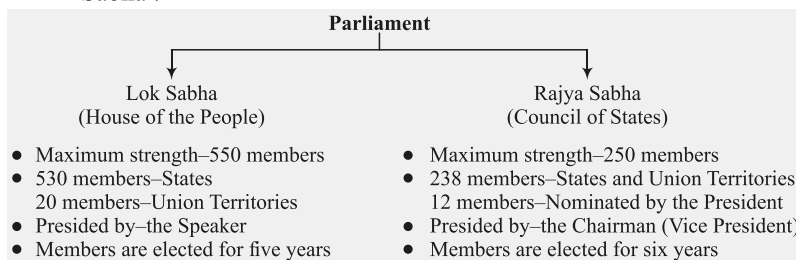 Parliament
Lok Sabha
(House of the People)
● Maximum strength–550 members
● 530 members–States
20 members–Union Territories
● Presided by–the Speaker
● Members are elected for five years
Rajya Sabha
(Council of States)
● Maximum strength–250 members
● 238 members–States and Union Territories
12 members–Nominated by the President
● Presided by–the Chairman (Vice President)
● Members are elected for six years